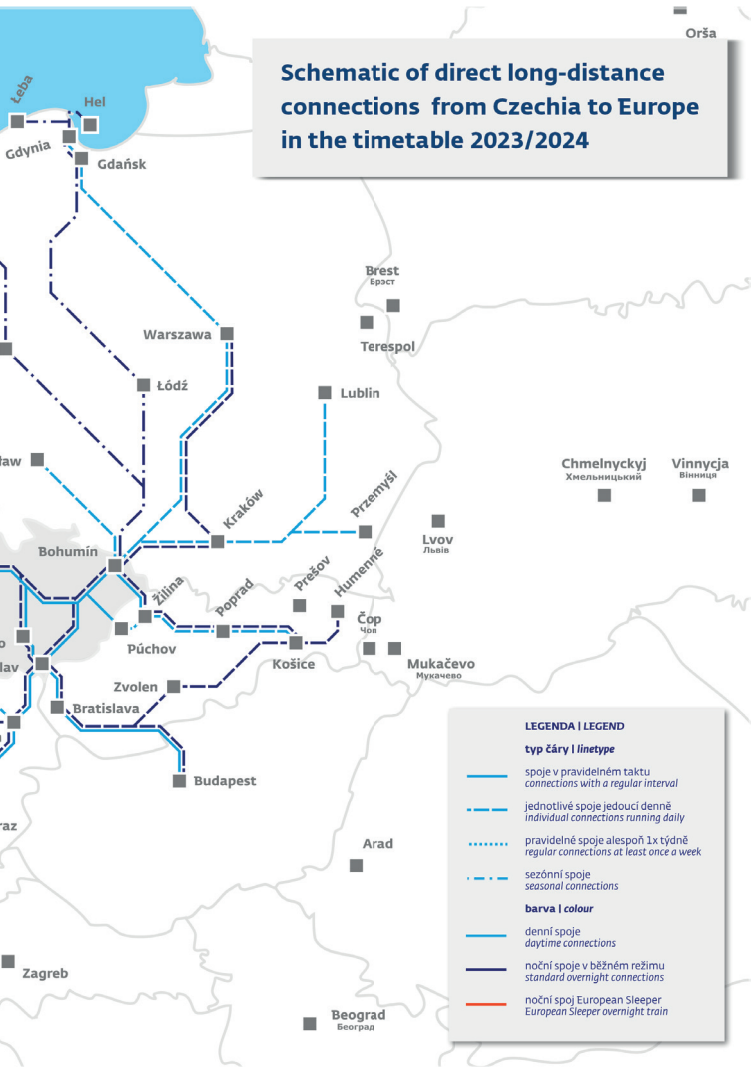 Orša
Schematic of direct long-distance
connections from Czechia to Europe
in the timetable 2023/2024
Łeba
Hel
Gdynia
Gdańsk
Brest
Брэст
Terespol
Warszawa
Łódź
Lublin
ław
Chmelnyckyj
Хмельницький
Vinnycja
Вінниця
Kraków
Przemyśl
Lvov
Львів
Bohumín
Žilina
Poprad
Prešov
Humenné
Čop
Чоп
o
Púchov
Košice
Mukačevo
Мукачево
lav
Zvolen
Bratislava
Budapest
raz
Arad
Zagreb
Beograd
Београд
LEGENDA | LEGEND
typ čáry | linetype
spoje v pravidelném taktu
connections with a regular interval
jednotlivé spoje jedoucí denně
individual connections running daily
pravidelné spoje alespoň 1x týdně
regular connections at least once a week
sezónní spoje
seasonal connections
barva | colour
denní spoje
daytime connections
noční spoje v běžném režimu
standard overnight connections
noční spoj European Sleeper
European Sleeper overnight train